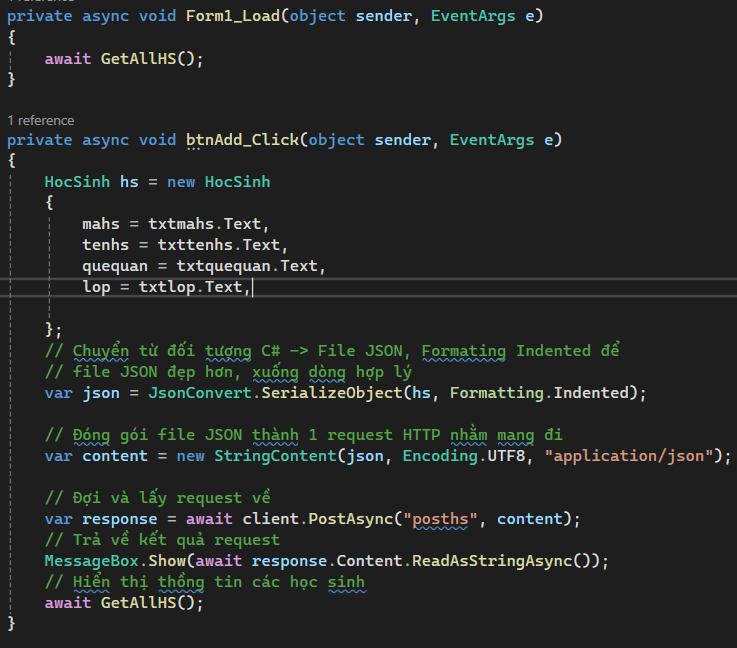 private async void Form1_Load(object sender, EventArgs e)
{
await GetAllHS();
}
1 reference
private async void btnAdd_Click(object sender, EventArgs e)
{
HocSinh hs = new HocSinh
{
mahs = txtmahs.Text,
tenhs = txttenhs.Text,
quequan = txtquequan.Text,
lop = txtlop.Text,
};
// Chuyển từ đối tượng C# -> File JSON, Formating Indented để
// file JSON đẹp hơn, xuống dòng hợp lý
var json = JsonConvert.SerializeObject(hs, Formatting.Indented);
// Đóng gói file JSON thành 1 request HTTP nhằm mang đi
var content = new StringContent(json, Encoding.UTF8, "application/json");
// Đợi và lấy request về
var response = await client.PostAsync("posths", content);
// Trả về kết quả request
MessageBox.Show(await response.Content.ReadAsStringAsync());
// Hiển thị thông tin các học sinh
await GetAllHS();
}